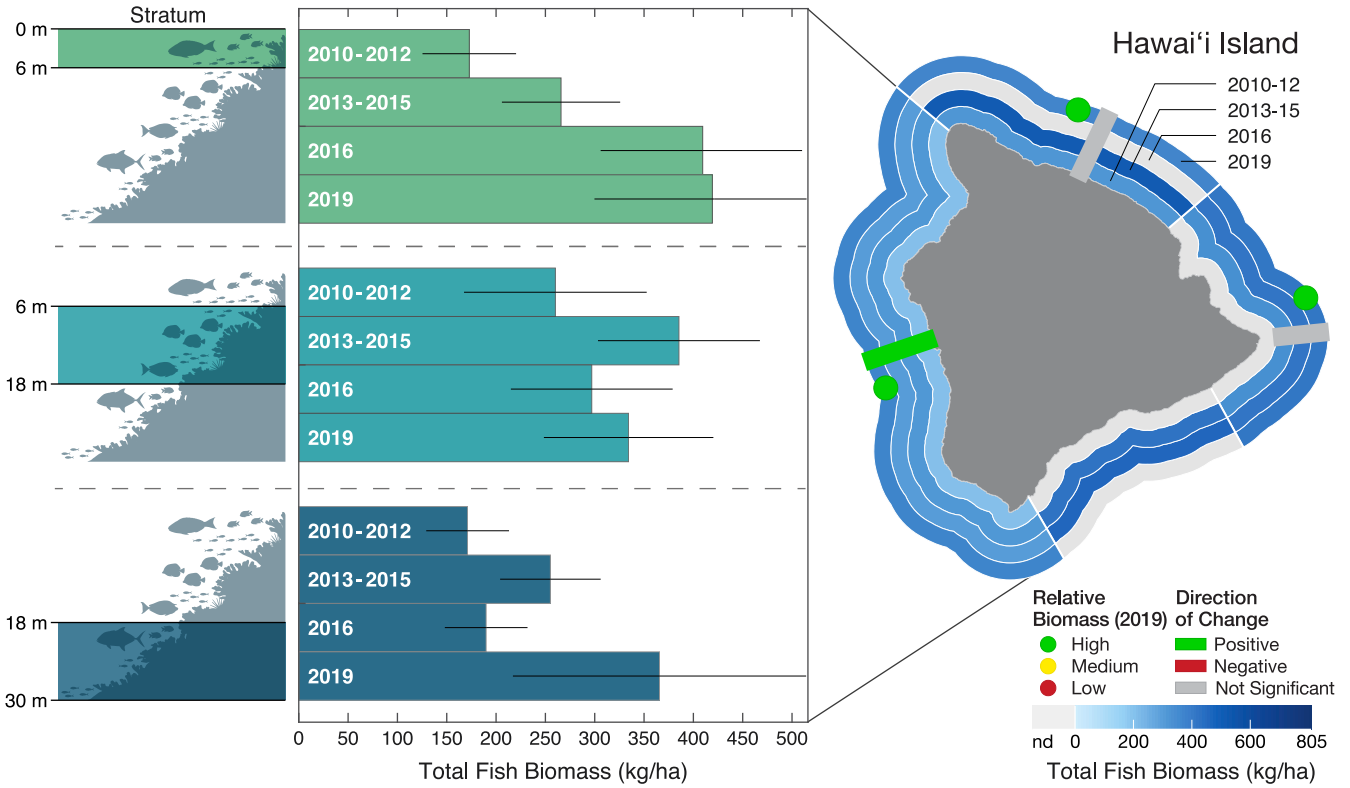 Stratum
0 m
6 m
2010-2012
2013-2015
2016
2019
6 m
18 m
2010-2012
2013-2015
2016
2019
18 m
30 m
2010-2012
2013-2015
2016
2019
0 50 100 150 200 250 300 350 400 450 500
Total Fish Biomass (kg/ha)
Hawaiʻi Island
2010-12
2013-15
2016
2019
Relative
Biomass (2019)
High
Medium
Low
Direction
of Change
Positive
Negative
Not Significant
nd 0 200 400 600 805
Total Fish Biomass (kg/ha)